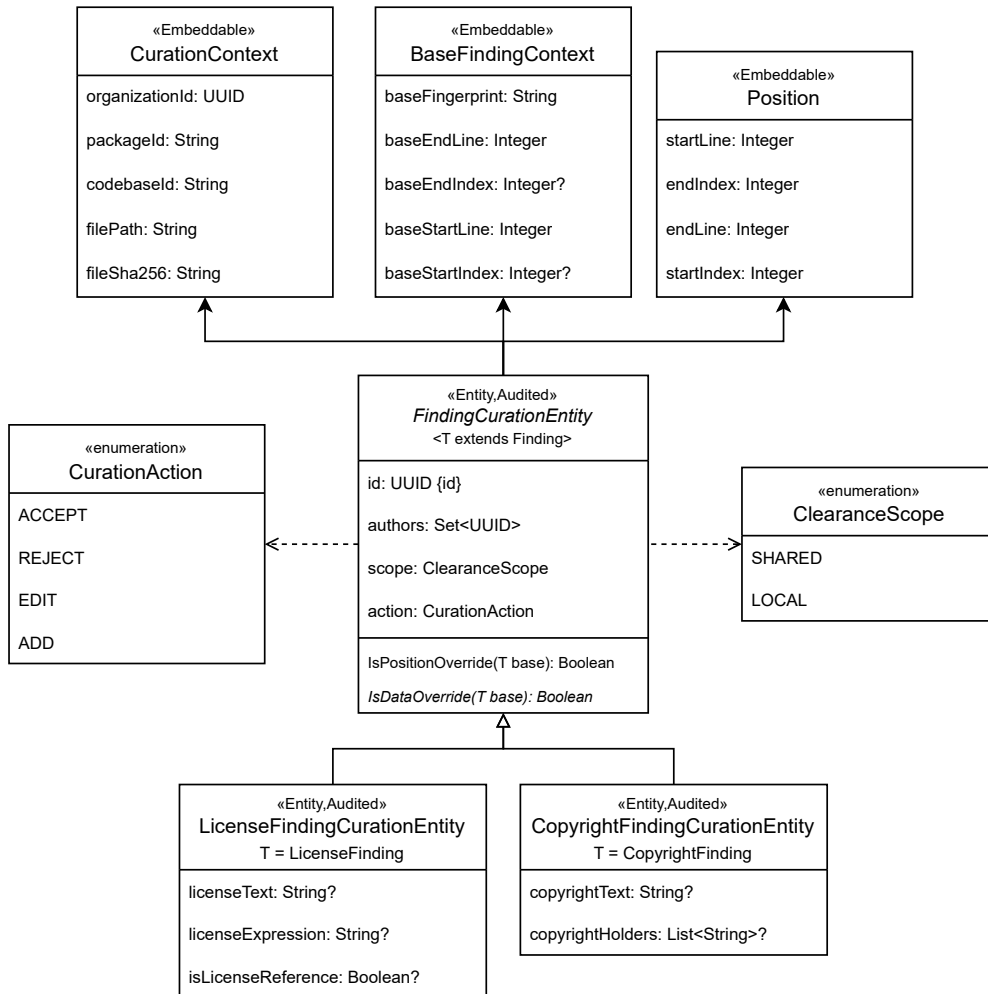 «Embeddable»
CurationContext
organizationId: UUID
packageId: String
codebaseId: String
filePath: String
fileSha256: String
«Embeddable»
BaseFindingContext
baseFingerprint: String
baseEndLine: Integer
baseEndIndex: Integer?
baseStartLine: Integer
baseStartIndex: Integer?
«Embeddable»
Position
startLine: Integer
endIndex: Integer
endLine: Integer
startIndex: Integer
«Entity,Audited»
FindingCurationEntity
<T extends Finding>
id: UUID {id}
authors: Set<UUID>
scope: ClearanceScope
action: CurationAction
IsPositionOverride(T base): Boolean
IsDataOverride(T base): Boolean
«enumeration»
CurationAction
ACCEPT
REJECT
EDIT
ADD
«enumeration»
ClearanceScope
SHARED
LOCAL
«Entity,Audited»
LicenseFindingCurationEntity
T = LicenseFinding
licenseText: String?
licenseExpression: String?
isLicenseReference: Boolean?
«Entity,Audited»
CopyrightFindingCurationEntity
T = CopyrightFinding
copyrightText: String?
copyrightHolders: List<String>?